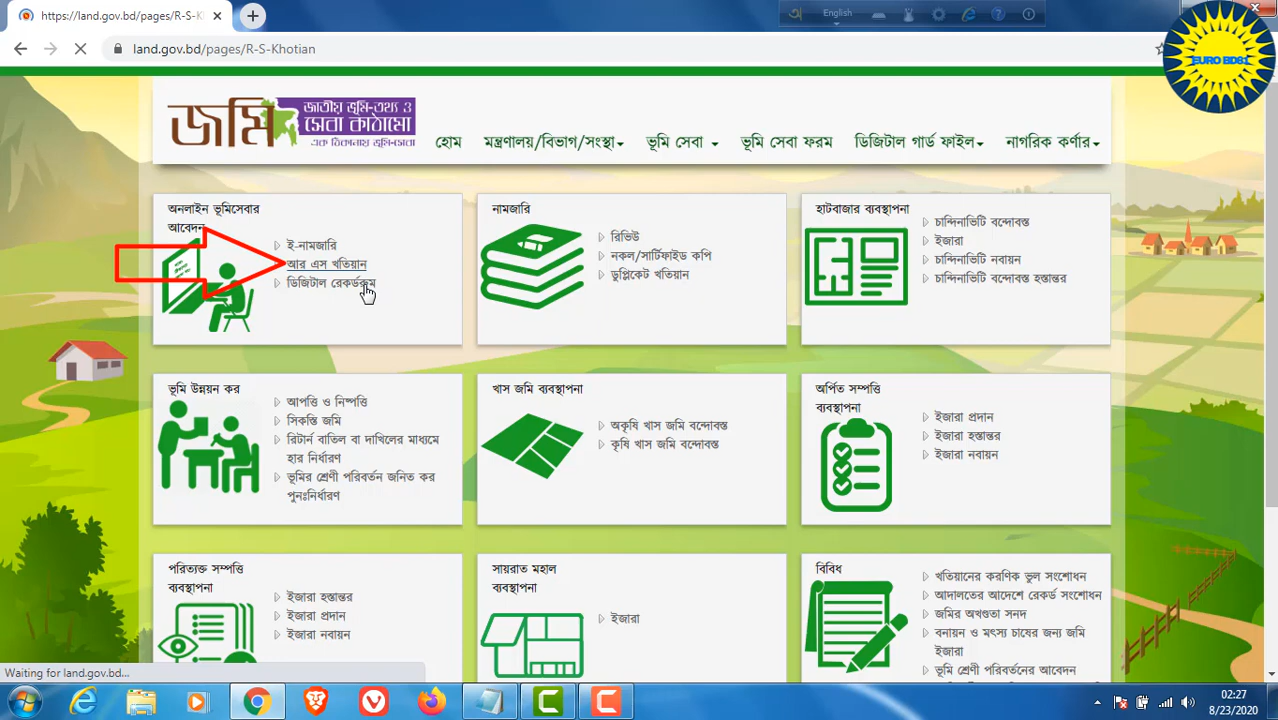 https://land.gov.bd/pages/R-S-K
English
land.gov.bd/pages/R-S-Khotian
EURO BD81
জমি
জাতীয় ভূমি-তথ্য ও
সেবা কাঠামো
এক ঠিকানায় ভূমি-সেবা
হোম মন্ত্রণালয়/বিভাগ/সংস্থা ভূমি সেবা ভূমি সেবা ফরম ডিজিটাল গার্ড ফাইল নাগরিক কর্ণার
অনলাইন ভূমিসেবার
আবেদন
ই-নামজারি
আর এস খতিয়ান
ডিজিটাল রেকর্ডরুম
নামজারি
রিভিউ
নকল/সার্টিফাইড কপি
ডুপ্লিকেট খতিয়ান
হাটবাজার ব্যবস্থাপনা
চান্দিনাভিটি বন্দোবস্ত
ইজারা
চান্দিনাভিটি নবায়ন
চান্দিনাভিটি বন্দোবস্ত হস্তান্তর
ভূমি উন্নয়ন কর
আপত্তি ও নিষ্পত্তি
সিকস্তি জমি
রিটার্ন বাতিল বা দাখিলের মাধ্যমে
হার নির্ধারণ
ভূমির শ্রেণী পরিবর্তন জনিত কর
পুনঃনির্ধারণ
খাস জমি ব্যবস্থাপনা
অকৃষি খাস জমি বন্দোবস্ত
কৃষি খাস জমি বন্দোবস্ত
অর্পিত সম্পত্তি
ব্যবস্থাপনা
ইজারা প্রদান
ইজারা হস্তান্তর
ইজারা নবায়ন
পরিত্যক্ত সম্পত্তি
ব্যবস্থাপনা
ইজারা হস্তান্তর
ইজারা প্রদান
ইজারা নবায়ন
সায়রাত মহাল
ব্যবস্থাপনা
ইজারা
বিবিধ
খতিয়ানের করণিক ভুল সংশোধন
আদালতের আদেশে রেকর্ড সংশোধন
জমির অখণ্ডতা সনদ
বনায়ন ও মৎস্য চাষের জন্য জমি
ইজারা
ভূমি শ্রেণী পরিবর্তনের আবেদন
Waiting for land.gov.bd...
02:27
8/23/2020